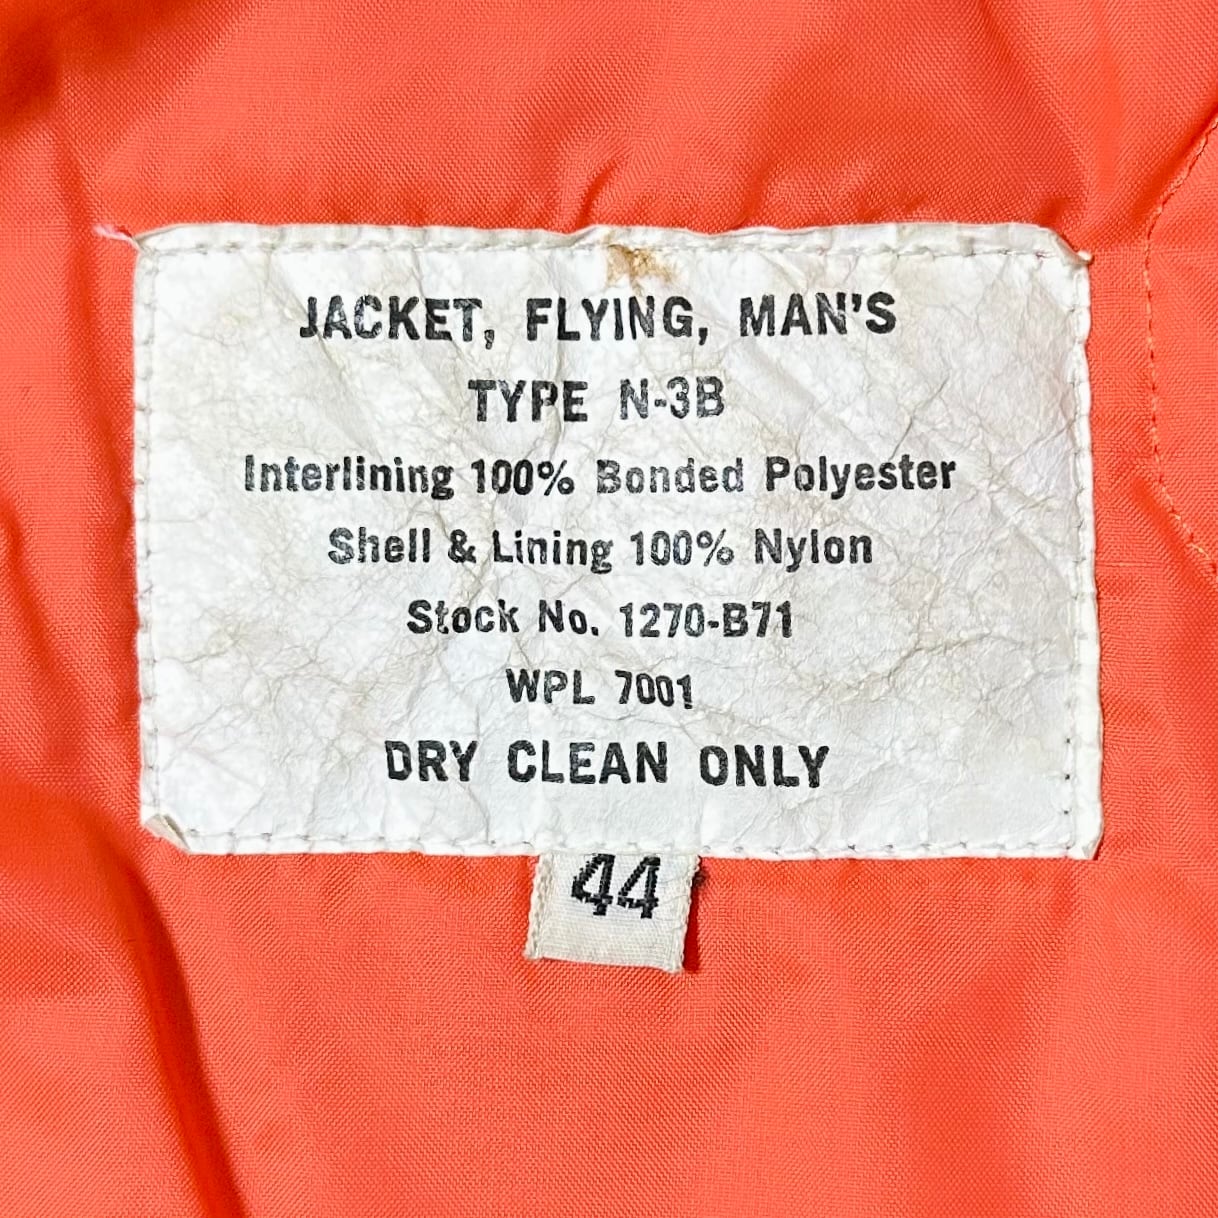 JACKET, FLYING, MAN'S
TYPE N-3B
Interlining 100% Bonded Polyester
Shell & Lining 100% Nylon
Stock No. 1270-B71
WPL 7001
DRY CLEAN ONLY
44